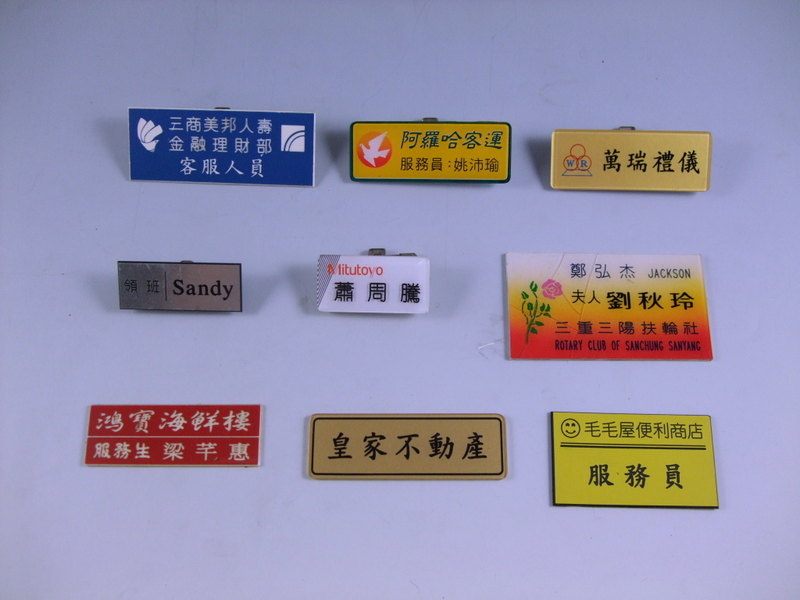 三商美邦人壽
金融理財部
客服人員
阿羅哈客運
服務員:姚沛瑜
WR
萬瑞禮儀
領班 Sandy
Mitutoyo
蕭周騰
鄭弘杰 JACKSON
夫人 劉秋玲
三重三陽扶輪社
ROTARY CLUB OF SANCHUNG SANYANG
鴻寶海鮮樓
服務生 梁芊惠
皇家不動產
毛毛屋便利商店
服務員